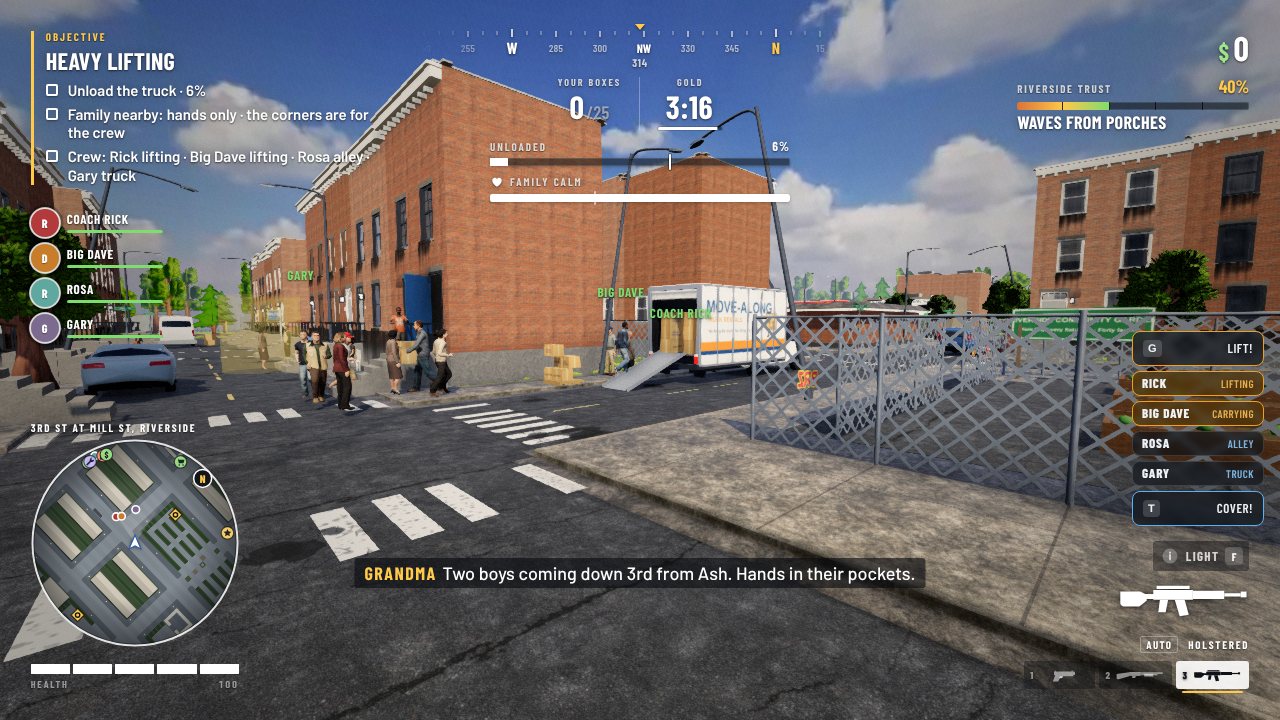 OBJECTIVE
HEAVY LIFTING
Unload the truck · 6%
Family nearby: hands only · the corners are for
the crew
Crew: Rick lifting · Big Dave lifting · Rosa alley ·
Gary truck
R COACH RICK
D BIG DAVE
R ROSA
G GARY
255 W 285 300 NW 330 345 N 15
314
YOUR BOXES GOLD
0/25 3:16
UNLOADED 6%
FAMILY CALM
$0
RIVERSIDE TRUST 40%
WAVES FROM PORCHES
GARY
BIG DAVE
COACH RICK
MOVE-ALONG
G LIFT!
RICK LIFTING
BIG DAVE CARRYING
ROSA ALLEY
GARY TRUCK
T COVER!
3RD ST AT MILL ST, RIVERSIDE
N
$
GRANDMA Two boys coming down 3rd from Ash. Hands in their pockets.
LIGHT F
AUTO HOLSTERED
1 2 3
HEALTH 100